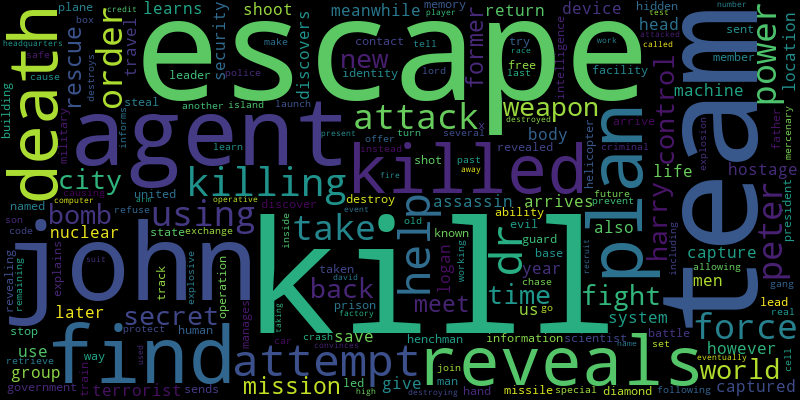 credit
plane
box
learns
headquarters
building
safe
cause
destroys
order
rescue
travel
security
shoot
discovers
meanwhile
memory
player
test
contact
tell
device
former
new
return
try
race
identity
lord
free
last
police
make
leader
steal
another
island
launch
escape
intelligence
hidden
head
number
attacked
called
work
facility
sent
member
team
power
location
machine
control
death
agent
attack
weapon
destroyed
killed
killing
city
military
informs
learn
present
offer
turn
several
x
instead
shot
past
away
body
revealed
helicopter
criminal
arrive
explosion
father
mercenary
life
hostage
president
named
son
code
computer
bomb
nuclear
causing
refuse
united
state
using
afm
operative
exchange
discover
event
fire
destroy
take
help
old
assassin
known
ability
evil
arrives
guard
base
future
prevent
plan
also
harry
including
peter
capture
men
allowing
gang
john
revealing
remaining
explains
suit
track
explosive
operation
inside
taken
david
back
prison
factory
meet
logan
working
dr
time
year
chase
us
go
recruit
fight
system
battle
set
force
lead
real
cell
later
secret
stop
use
protect
human
manages
kill
taking
crash
save
henchman
information
scientist
name
however
group
retrieve
government
way
train
terrorist
used
sends
find
attempt
mission
car
convinces
led
high
give
join
man
destroying
reveals
hand
missile
special
diamond
following
eventually
world
captured